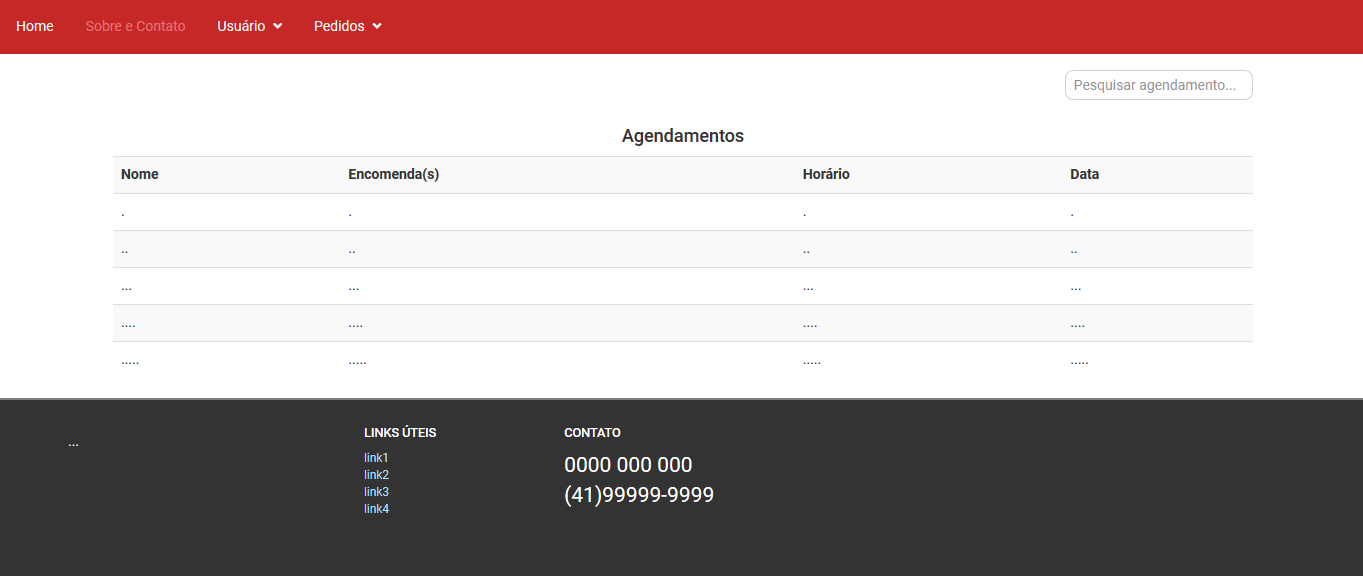 Home Sobre e Contato Usuário Pedidos
Pesquisar agendamento...
Agendamentos
Nome Encomenda(s) Horário Data
. . . .
.. .. .. ..
... ... ... ...
.... .... .... ....
..... ..... ..... .....
...
LINKS ÚTEIS
link1
link2
link3
link4
CONTATO
0000 000 000
(41)99999-9999